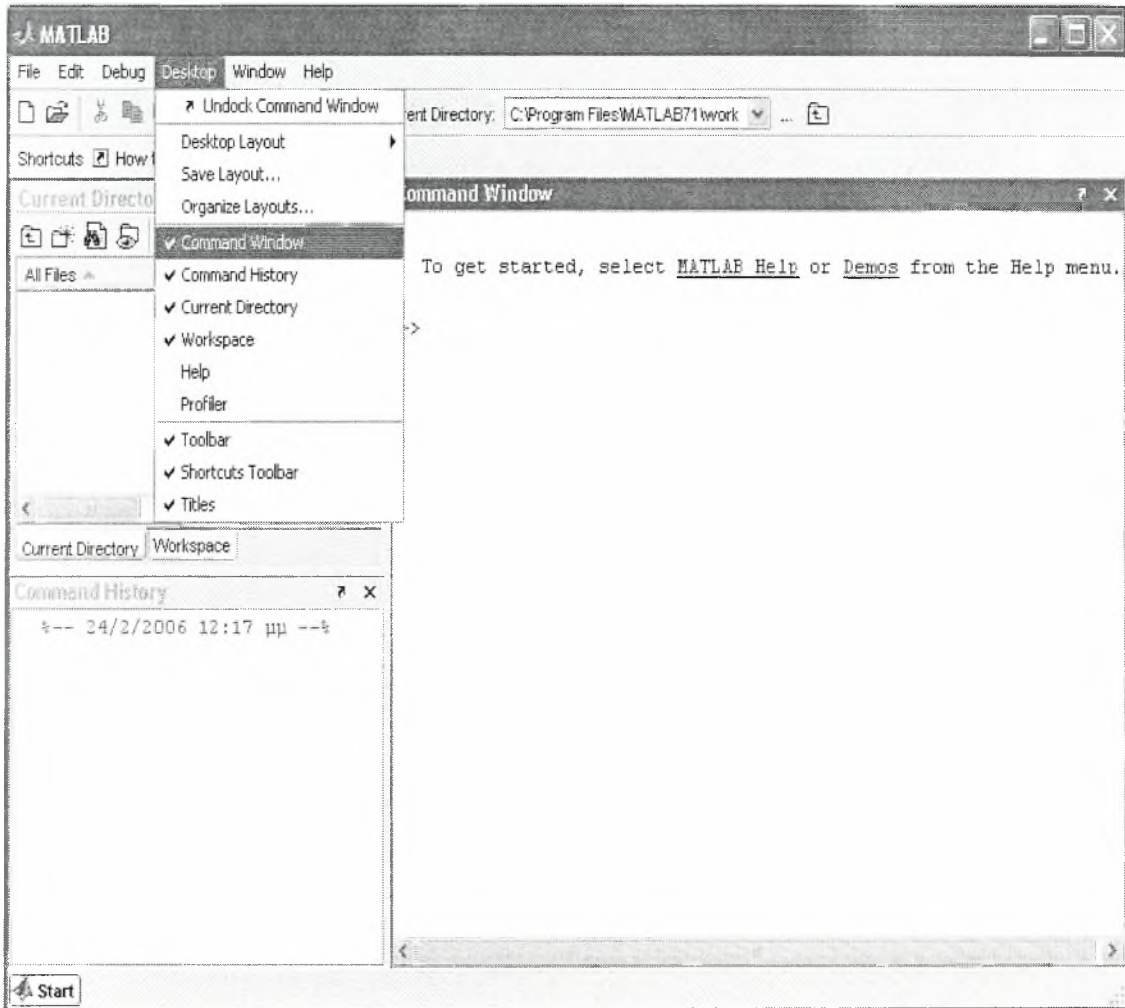 MATLAB
File Edit Debug Desktop Window Help
Undock Command Window
ent Directory: C:\Program Files\MATLAB71\work ...
Desktop Layout
Shortcuts How t
Save Layout...
Current Directo
Organize Layouts...
ommand Window
Command Window
All Files
Command History
To get started, select MATLAB Help or Demos from the Help menu.
Current Directory
>
Workspace
Help
Profiler
Toolbar
Shortcuts Toolbar
Titles
Current Directory Workspace
Command History
%-- 24/2/2006 12:17 μμ --%
Start